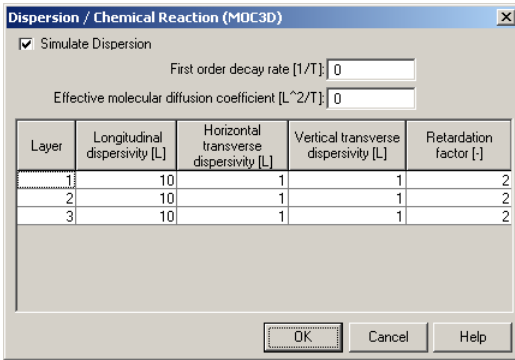 Dispersion / Chemical Reaction (MOC3D)
Simulate Dispersion
First order decay rate [1/T]: 0
Effective molecular diffusion coefficient [L^2/T]: 0
Layer Longitudinal dispersivity [L] Horizontal transverse dispersivity [L] Vertical transverse dispersivity [L] Retardation factor [-]
1 10 1 1 2
2 10 1 1 2
3 10 1 1 2
OK Cancel Help